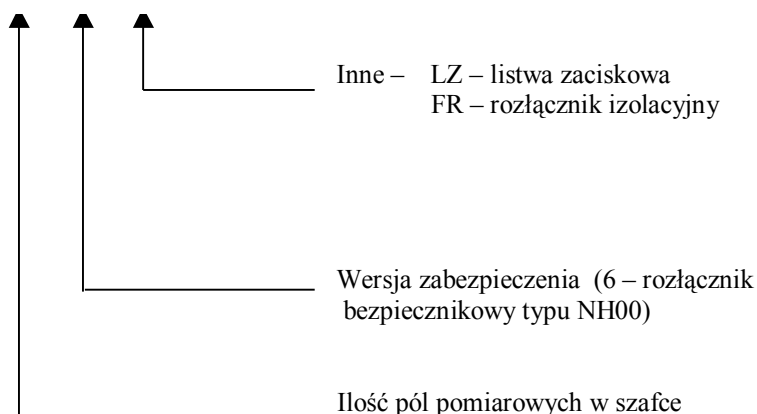 Inne – LZ – listwa zaciskowa
FR – rozłącznik izolacyjny
Wersja zabezpieczenia (6 – rozłącznik
bezpiecznikowy typu NH00)
Ilość pól pomiarowych w szafce